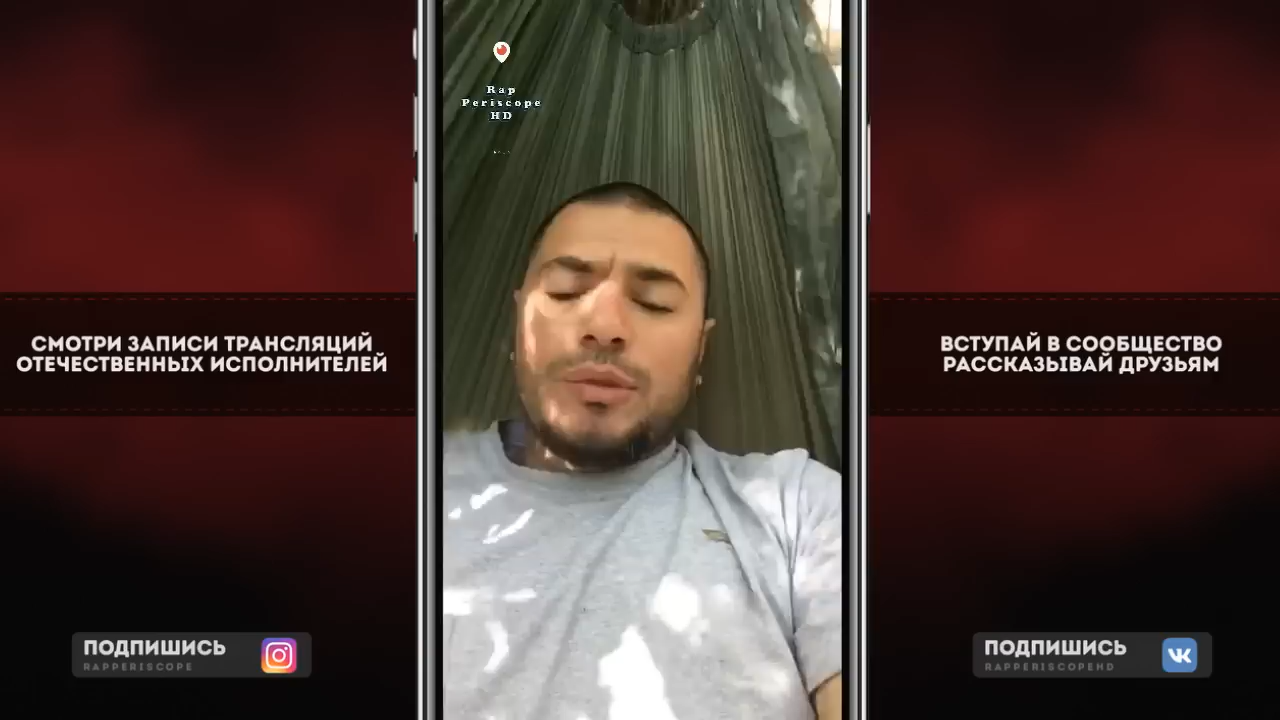 Rap
Periscope
HD
СМОТРИ ЗАПИСИ ТРАНСЛЯЦИЙ
ОТЕЧЕСТВЕННЫХ ИСПОЛНИТЕЛЕЙ
ВСТУПАЙ В СООБЩЕСТВО
РАССКАЗЫВАЙ ДРУЗЬЯМ
ПОДПИШИСЬ
RAPPERISCOPE
ПОДПИШИСЬ
RAPPERISCOPEHD